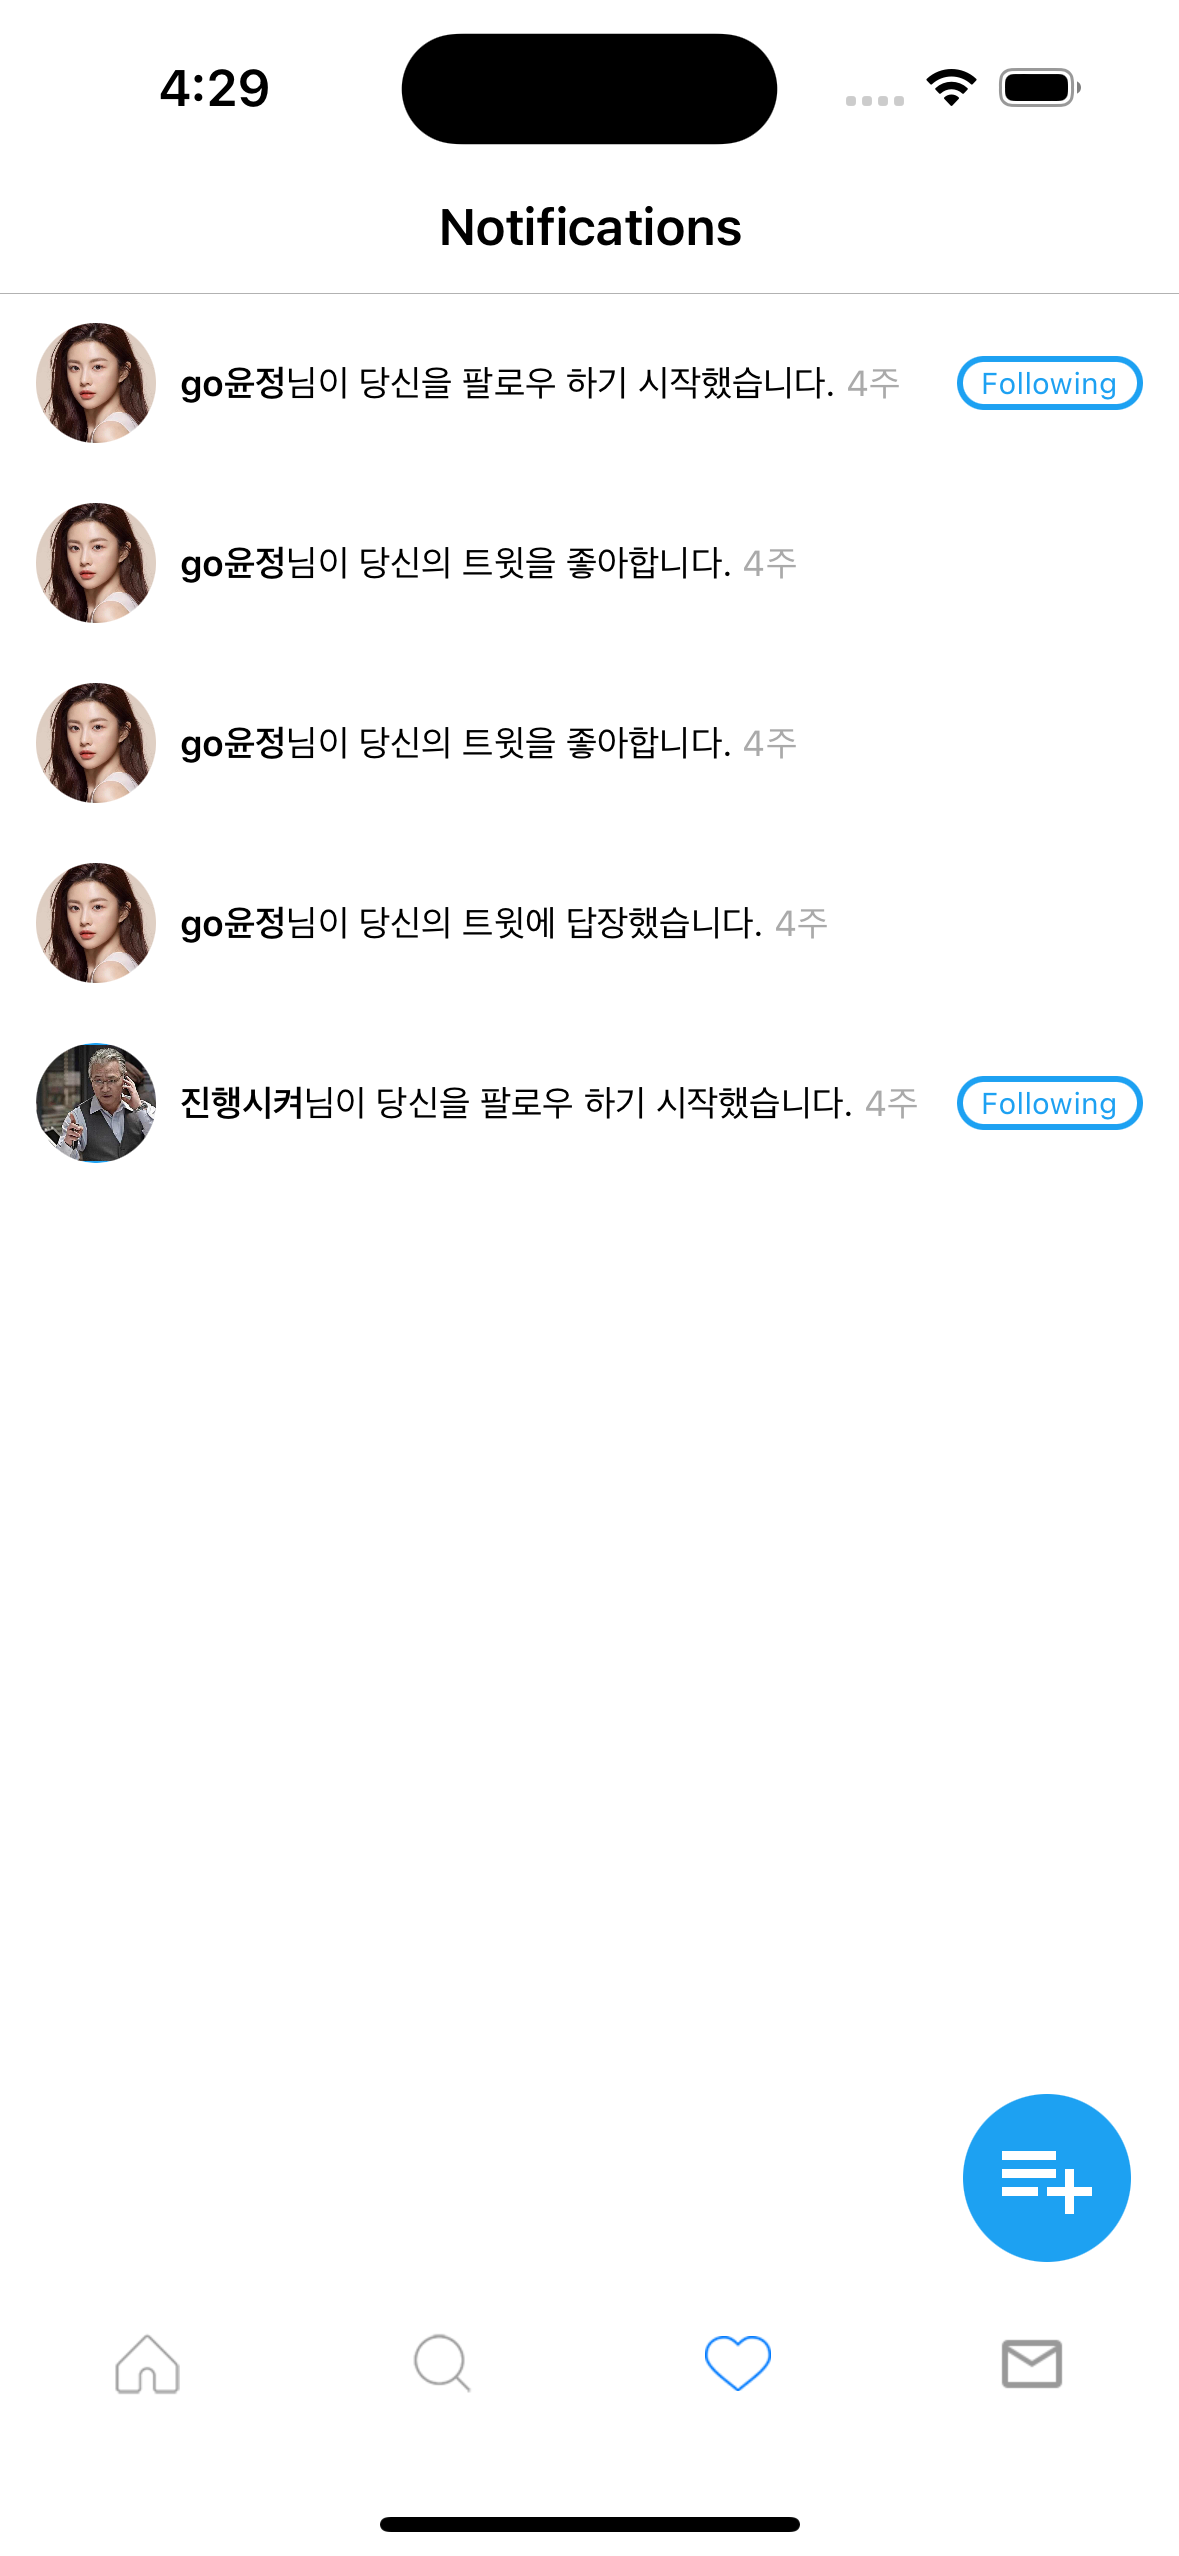 4:29
Notifications
go윤정님이 당신을 팔로우 하기 시작했습니다. 4주 Following
go윤정님이 당신의 트윗을 좋아합니다. 4주
go윤정님이 당신의 트윗을 좋아합니다. 4주
go윤정님이 당신의 트윗에 답장했습니다. 4주
진행시켜님이 당신을 팔로우 하기 시작했습니다. 4주 Following